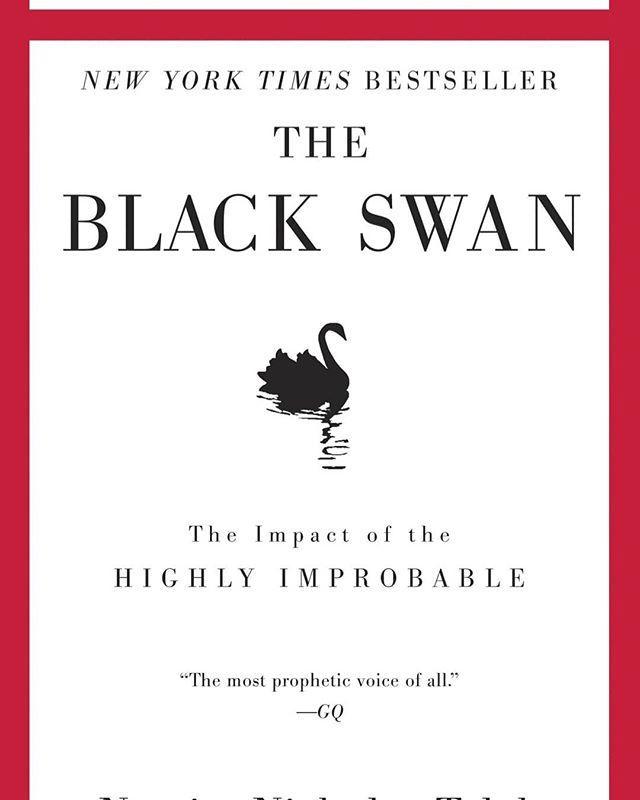 NEW YORK TIMES BESTSELLER
THE
BLACK SWAN
The Impact of the
HIGHLY IMPROBABLE
“The most prophetic voice of all.”
—GQ